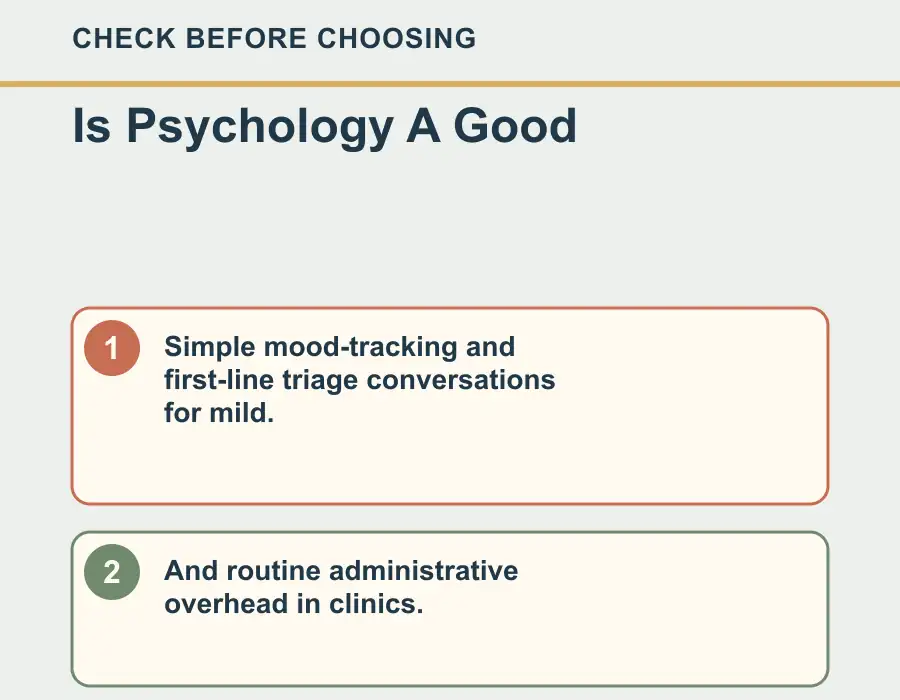 CHECK BEFORE CHOOSING
Is Psychology A Good
1
Simple mood-tracking and
first-line triage conversations
for mild.
2
And routine administrative
overhead in clinics.